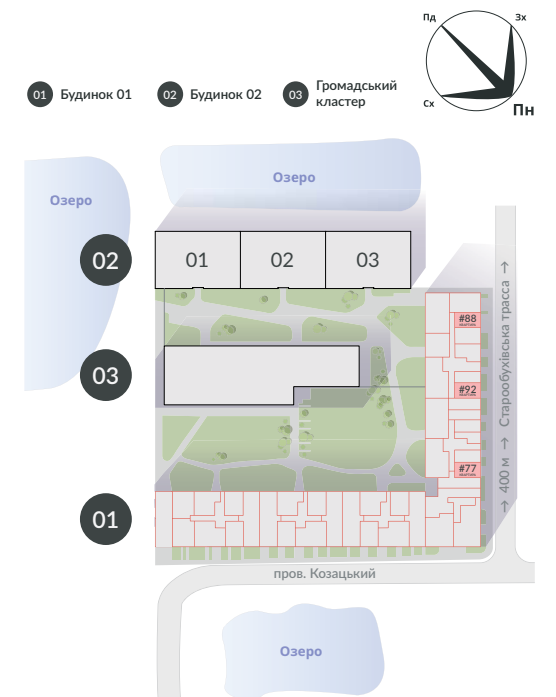 Пд
Зх
Сх
Пн
01 Будинок 01
02 Будинок 02
03 Громадський
кластер
Озеро
Озеро
02
01
02
03
03
01
#88
#92
#77
→ 400 м → Старообухівська трасса →
пров. Козацький
Озеро